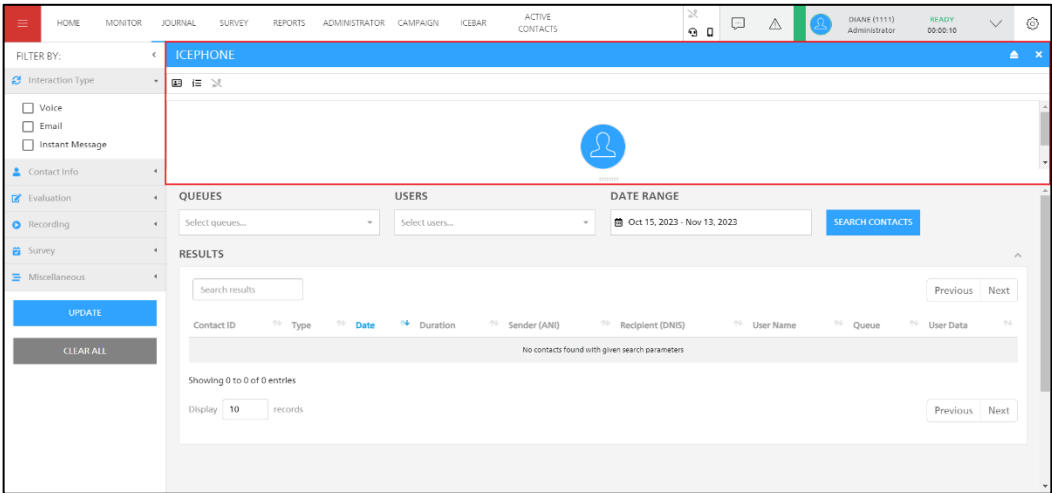 HOME MONITOR JOURNAL SURVEY REPORTS ADMINISTRATOR CAMPAIGN ICEBAR ACTIVE CONTACTS DIANE (1111) Administrator READY 00:00:10
FILTER BY:
Interaction Type
Voice
Email
Instant Message
Contact Info
Evaluation
Recording
Survey
Miscellaneous
UPDATE
CLEAR ALL
ICEPHONE
QUEUES USERS DATE RANGE
Select queues... Select users... Oct 15, 2023 - Nov 13, 2023 SEARCH CONTACTS
RESULTS
Search results Previous Next
Contact ID Type Date Duration Sender (ANI) Recipient (DNIS) User Name Queue User Data
No contacts found with given search parameters
Showing 0 to 0 of 0 entries
Display 10 records Previous Next